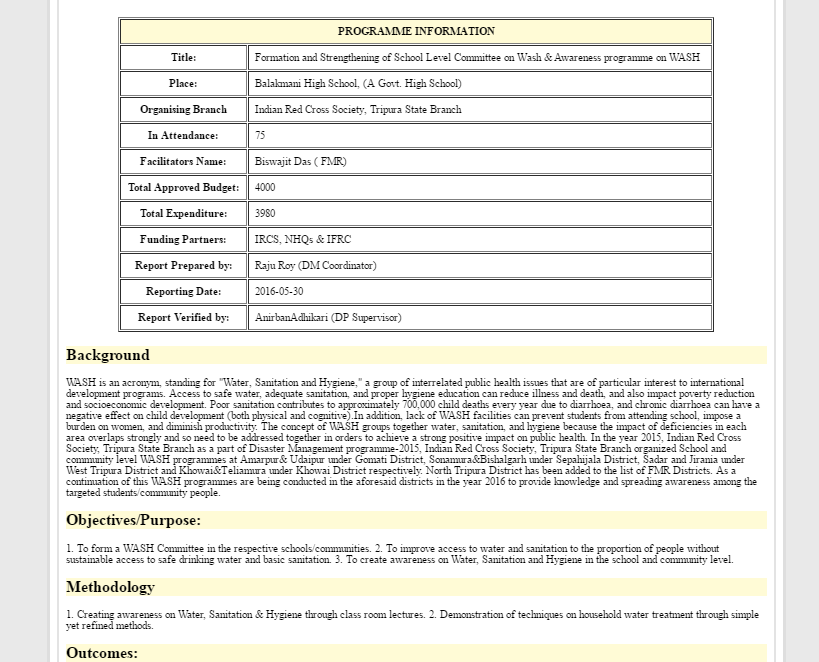 PROGRAMME INFORMATION
Title: Formation and Strengthening of School Level Committee on Wash & Awareness programme on WASH
Place: Balakmani High School, (A Govt. High School)
Organising Branch Indian Red Cross Society, Tripura State Branch
In Attendance: 75
Facilitators Name: Biswajit Das ( FMR)
Total Approved Budget: 4000
Total Expenditure: 3980
Funding Partners: IRCS, NHQs & IFRC
Report Prepared by: Raju Roy (DM Coordinator)
Reporting Date: 2016-05-30
Report Verified by: AnirbanAdhikari (DP Supervisor)
Background
WASH is an acronym, standing for "Water, Sanitation and Hygiene," a group of interrelated public health issues that are of particular interest to international
development programs. Access to safe water, adequate sanitation, and proper hygiene education can reduce illness and death, and also impact poverty reduction
and socioeconomic development. Poor sanitation contributes to approximately 700,000 child deaths every year due to diarrhoea, and chronic diarrhoea can have a
negative effect on child development (both physical and cognitive).In addition, lack of WASH facilities can prevent students from attending school, impose a
burden on women, and diminish productivity. The concept of WASH groups together water, sanitation, and hygiene because the impact of deficiencies in each
area overlaps strongly and so need to be addressed together in orders to achieve a strong positive impact on public health. In the year 2015, Indian Red Cross
Society, Tripura State Branch as a part of Disaster Management programme-2015, Indian Red Cross Society, Tripura State Branch organized School and
community level WASH programmes at Amarpur& Udaipur under Gomati District, Sonamura&Bishalgarh under Sepahijala District, Sadar and Jirania under
West Tripura District and Khowai&Teliamura under Khowai District respectively. North Tripura District has been added to the list of FMR Districts. As a
continuation of this WASH programmes are being conducted in the aforesaid districts in the year 2016 to provide knowledge and spreading awareness among the
targeted students/community people.
Objectives/Purpose:
1. To form a WASH Committee in the respective schools/communities. 2. To improve access to water and sanitation to the proportion of people without
sustainable access to safe drinking water and basic sanitation. 3. To create awareness on Water, Sanitation and Hygiene in the school and community level.
Methodology
1. Creating awareness on Water, Sanitation & Hygiene through class room lectures. 2. Demonstration of techniques on household water treatment through simple
yet refined methods.
Outcomes: